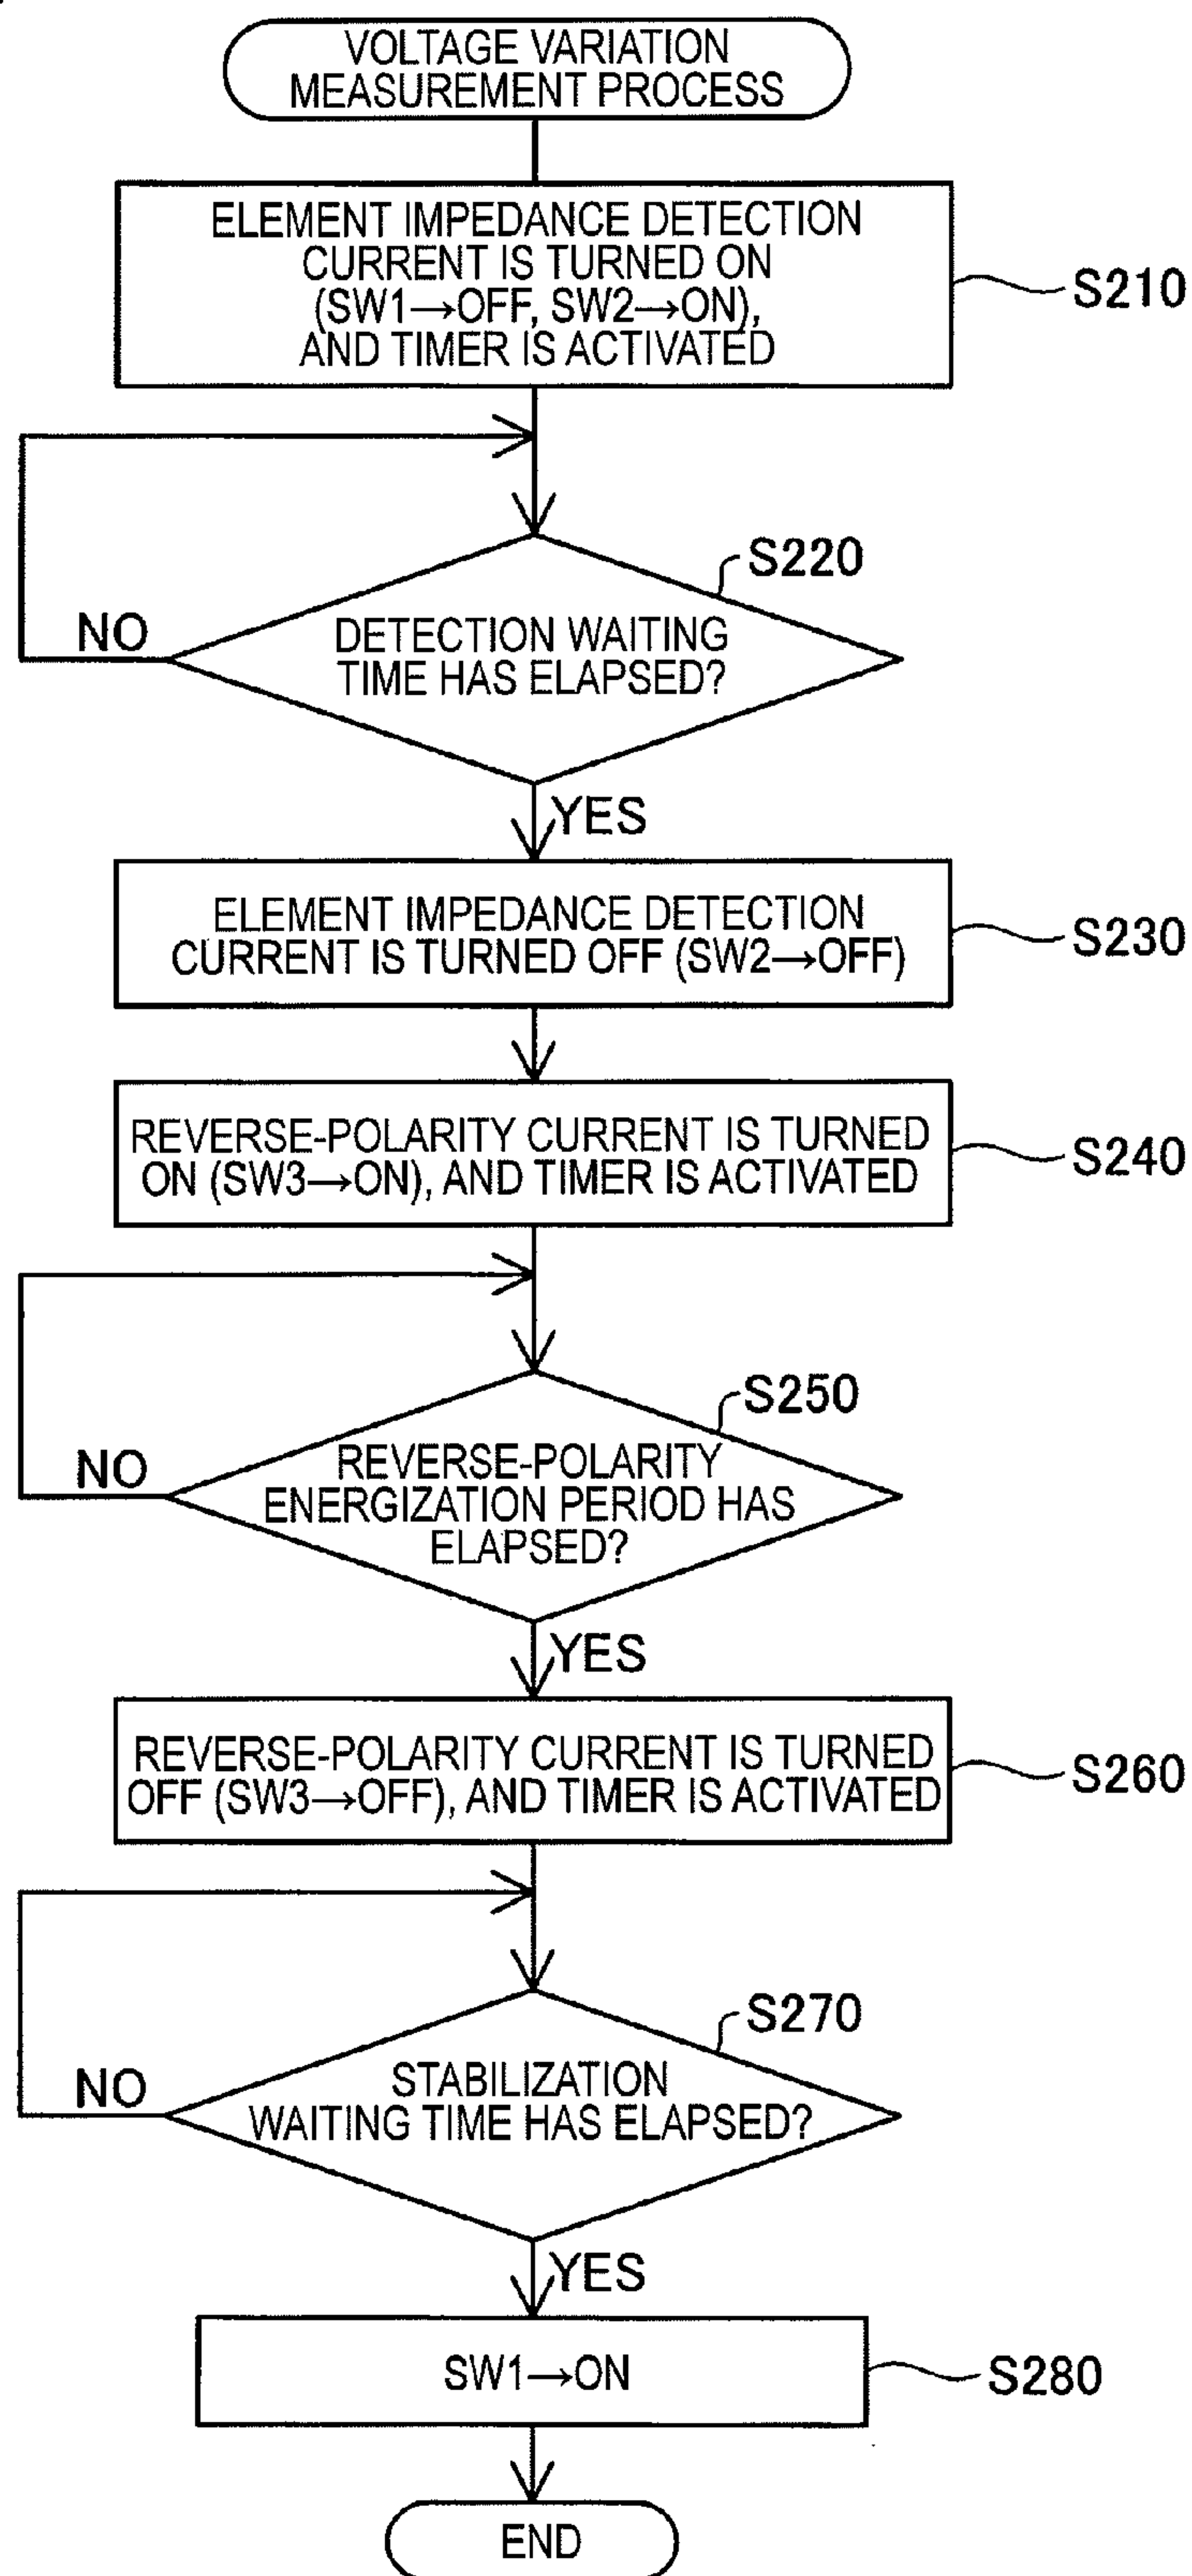 VOLTAGE VARIATION
MEASUREMENT PROCESS
ELEMENT IMPEDANCE DETECTION
CURRENT IS TURNED ON
(SW1→OFF, SW2→ON),
AND TIMER IS ACTIVATED
S210
S220
NO
DETECTION WAITING
TIME HAS ELAPSED?
YES
ELEMENT IMPEDANCE DETECTION
CURRENT IS TURNED OFF (SW2→OFF)
S230
REVERSE-POLARITY CURRENT IS TURNED
ON (SW3→ON), AND TIMER IS ACTIVATED
S240
S250
NO
REVERSE-POLARITY
ENERGIZATION PERIOD HAS
ELAPSED?
YES
REVERSE-POLARITY CURRENT IS TURNED
OFF (SW3→OFF), AND TIMER IS ACTIVATED
S260
S270
NO
STABILIZATION
WAITING TIME HAS ELAPSED?
YES
SW1→ON
S280
END